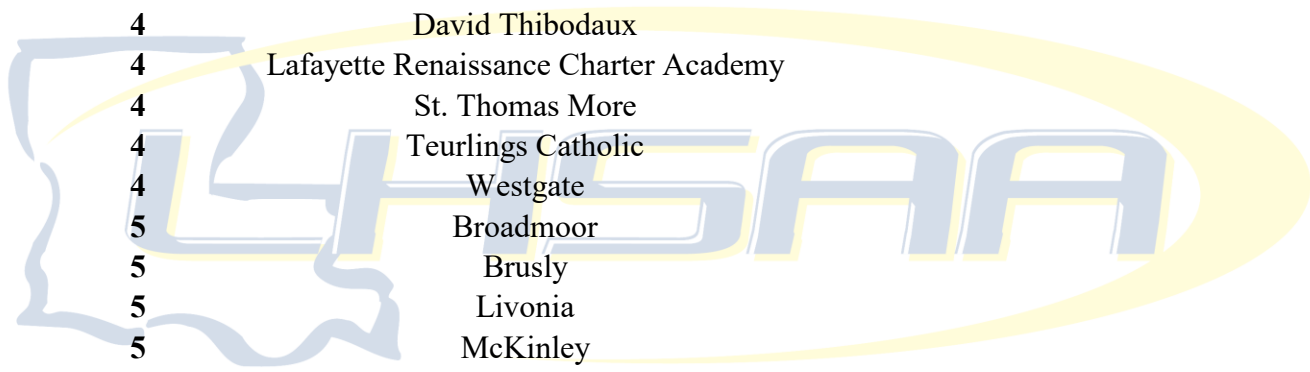 4 David Thibodaux
4 Lafayette Renaissance Charter Academy
4 St. Thomas More
4 Teurlings Catholic
4 Westgate
5 Broadmoor
5 Brusly
5 Livonia
5 McKinley
LHSAA